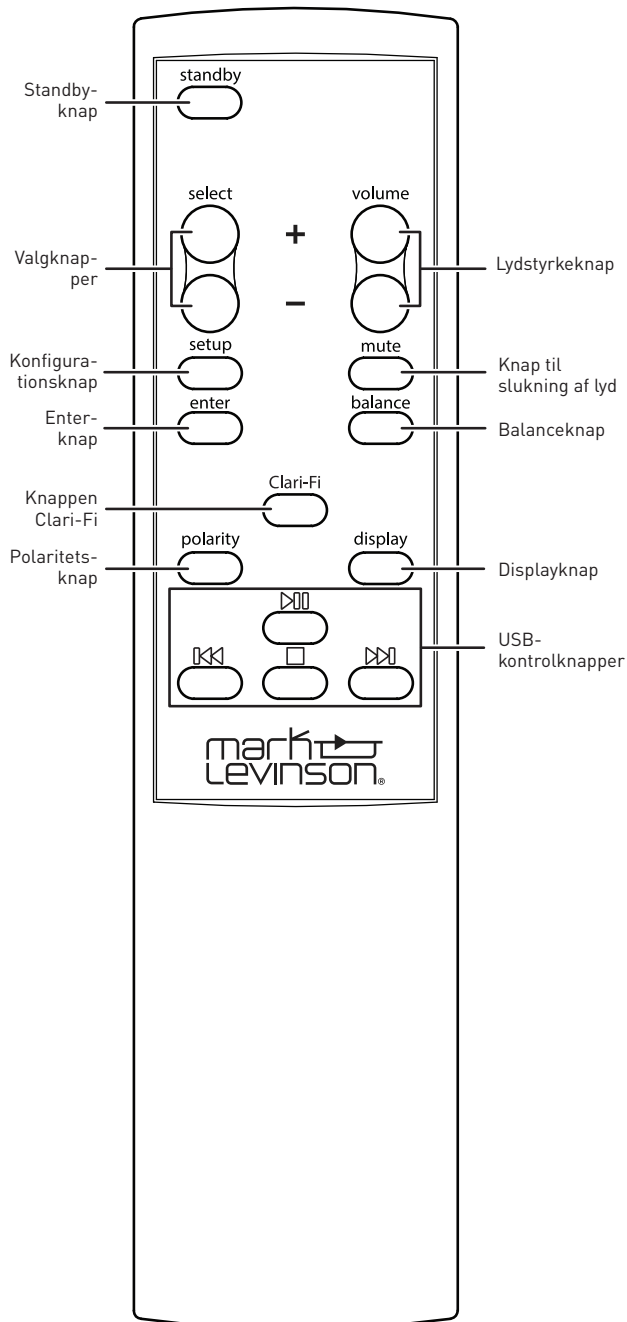 standby
Standby-
knap
select
volume
+
Valgknap-
per
Lydstyrkeknap
−
setup
mute
Konfigura-
tionsknap
Knap til
slukning af lyd
enter
balance
Enter-
knap
Balanceknap
Clari-Fi
Knappen
Clari-Fi
polarity
display
Polaritets-
knap
Displayknap
USB-
kontrolknapper
mark
Levinson®